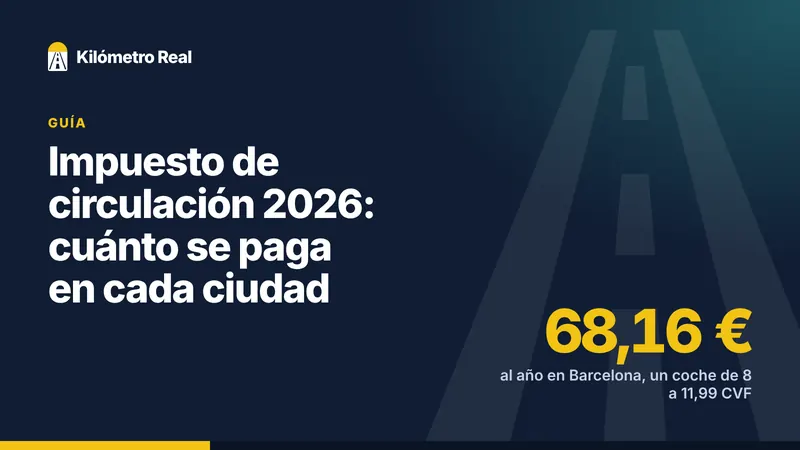 Kilómetro Real
GUÍA
Impuesto de
circulación 2026:
cuánto se paga
en cada ciudad
68,16 €
al año en Barcelona, un coche de 8
a 11,99 CVF